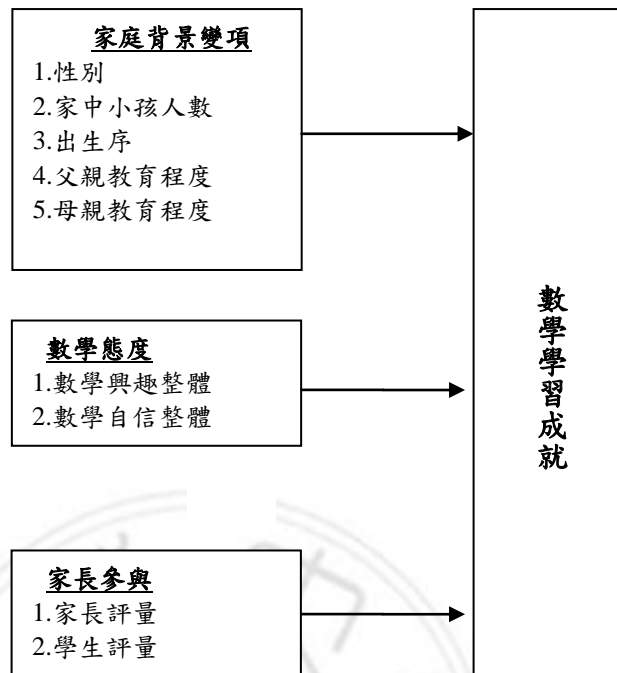 家庭背景變項
1.性別
2.家中小孩人數
3.出生序
4.父親教育程度
5.母親教育程度
數學態度
1.數學興趣整體
2.數學自信整體
家長參與
1.家長評量
2.學生評量
數學學習成就